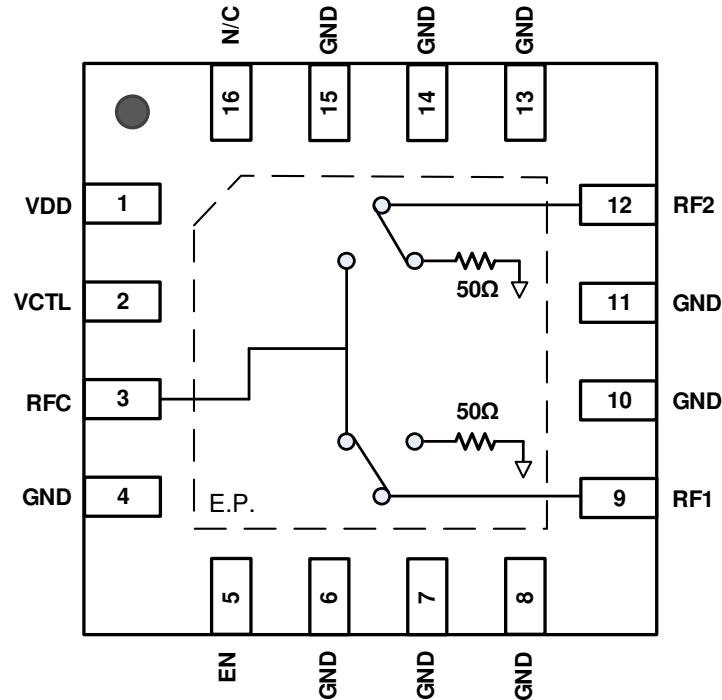 N/C GND GND GND
16 15 14 13
VDD 1 12 RF2
50Ω
VCTL 2 11 GND
RFC 3 10 GND
50Ω
GND 4 9 RF1
E.P.
5 6 7 8
EN GND GND GND